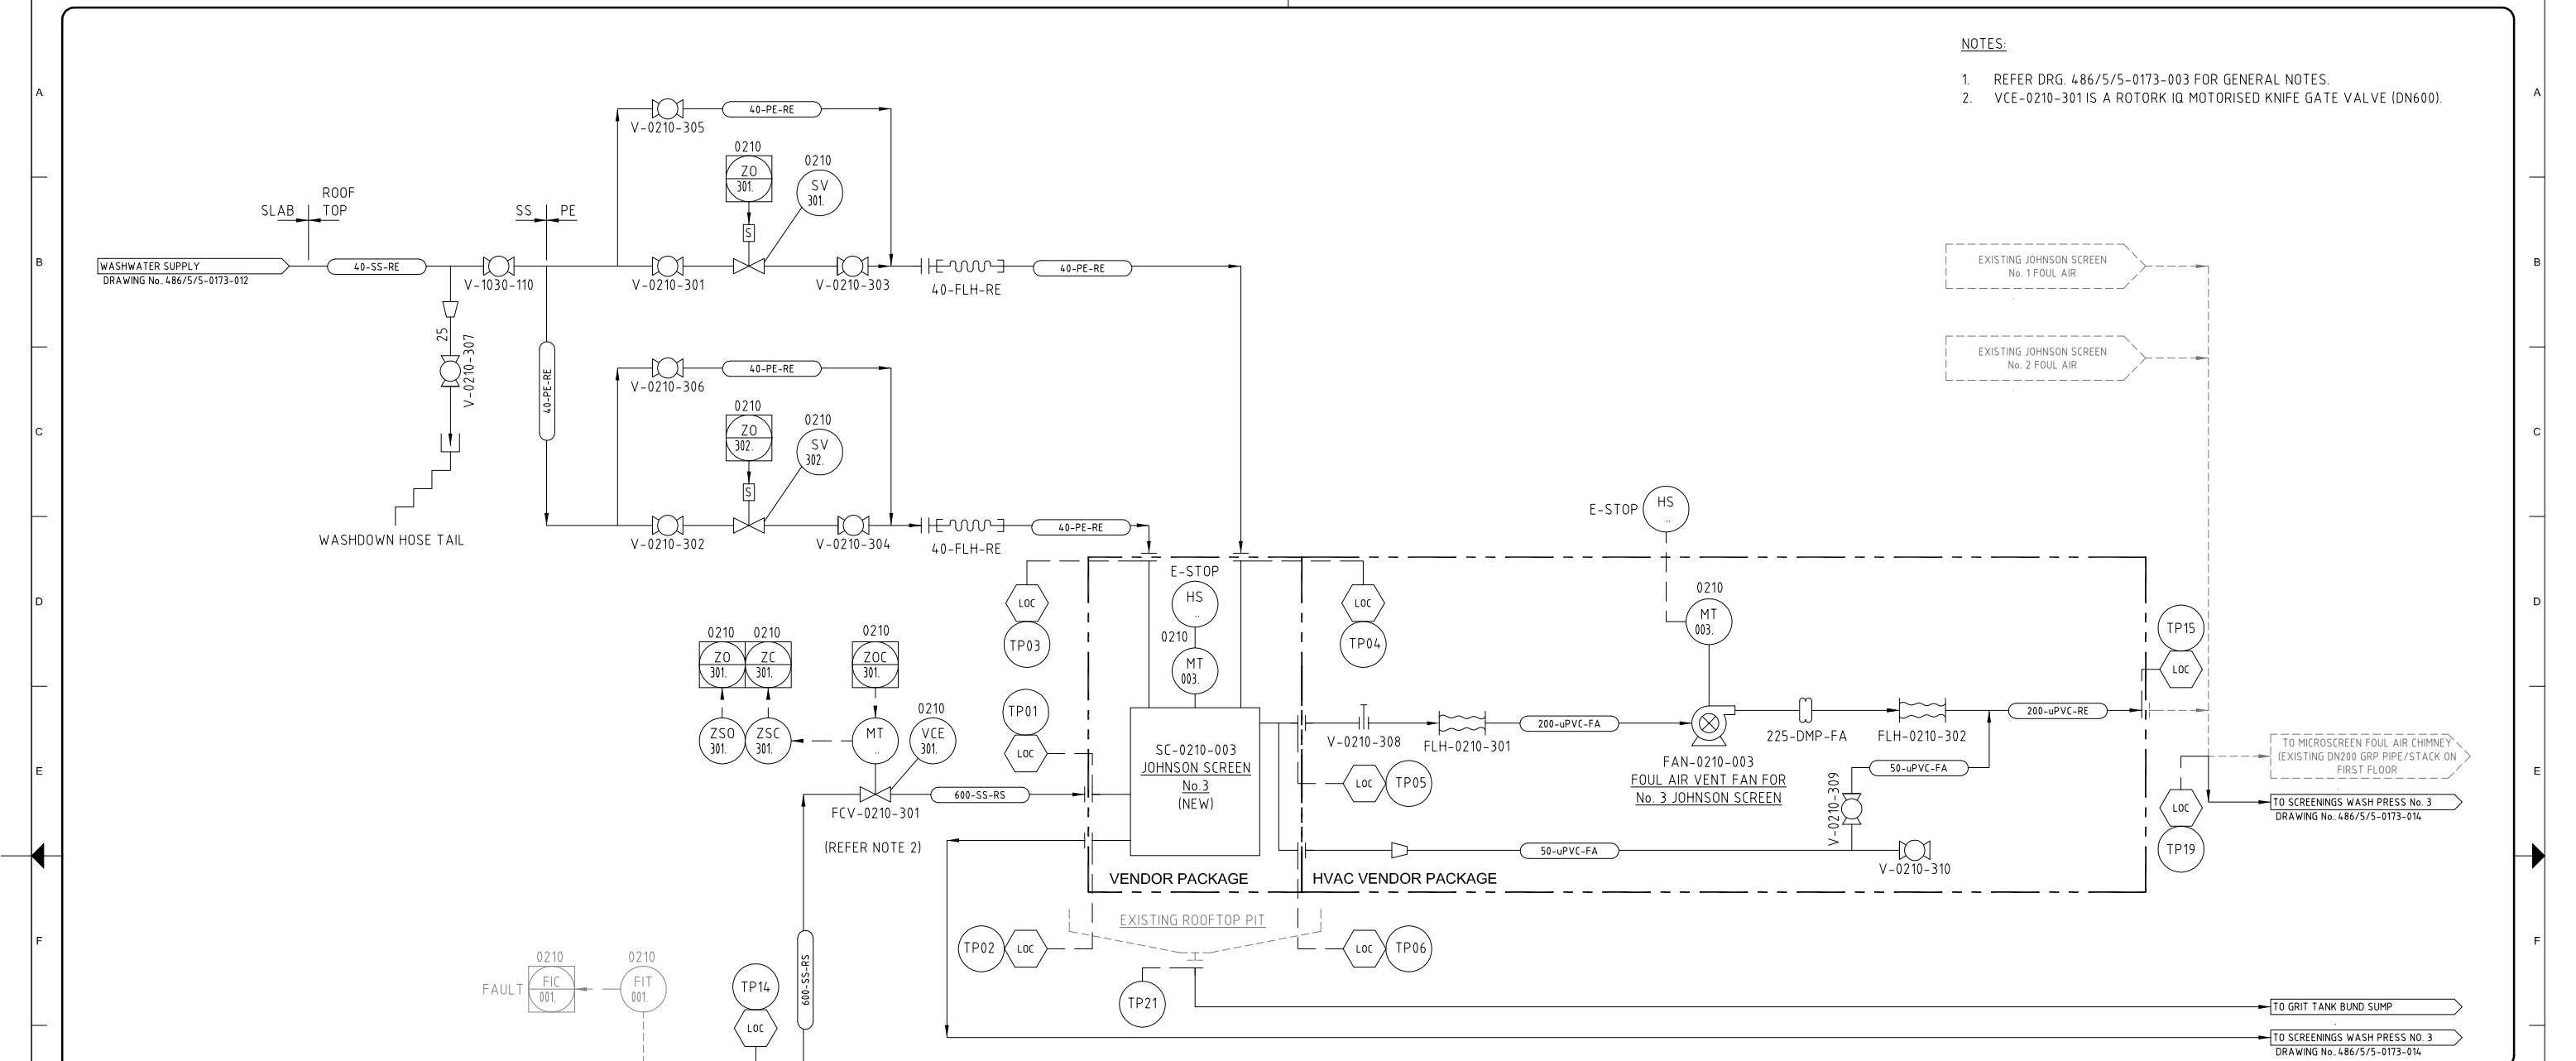 NOTES:
1. REFER DRG. 486/5/5-0173-003 FOR GENERAL NOTES.
2. VCE-0210-301 IS A ROTORK IQ MOTORISED KNIFE GATE VALVE (DN600).
A
A
40-PE-RE
V-0210-305
0210
ZO
301.
0210
SV
301.
S
ROOF
SLAB
TOP
SS
PE
B
B
WASHWATER SUPPLY
DRAWING No. 486/5/5-0173-012
40-SS-RE
V-1030-110
V-0210-301
V-0210-303
40-FLH-RE
40-PE-RE
EXISTING JOHNSON SCREEN
No. 1 FOUL AIR
25
V-0210-307
40-PE-RE
V-0210-306
40-PE-RE
EXISTING JOHNSON SCREEN
No. 2 FOUL AIR
C
C
0210
ZO
302.
0210
SV
302.
S
WASHDOWN HOSE TAIL
V-0210-302
V-0210-304
40-FLH-RE
40-PE-RE
E-STOP
HS
..
D
D
LOC
TP03
E-STOP
HS
..
0210
MT
003.
LOC
TP04
0210
MT
003.
TP15
LOC
0210
ZO
301.
0210
ZC
301.
0210
ZOC
301.
ZSO
301.
ZSC
301.
MT
..
0210
VCE
301.
TP01
LOC
E
E
FCV-0210-301
(REFER NOTE 2)
600-SS-RS
SC-0210-003
JOHNSON SCREEN
No.3
(NEW)
V-0210-308
FLH-0210-301
200-uPVC-FA
FAN-0210-003
FOUL AIR VENT FAN FOR
No. 3 JOHNSON SCREEN
225-DMP-FA
FLH-0210-302
200-uPVC-RE
50-uPVC-FA
V-0210-309
LOC
TP05
50-uPVC-FA
V-0210-310
TO MICROSCREEN FOUL AIR CHIMNEY
(EXISTING DN200 GRP PIPE/STACK ON
FIRST FLOOR
TO SCREENINGS WASH PRESS No. 3
DRAWING No. 486/5/5-0173-014
LOC
TP19
VENDOR PACKAGE
HVAC VENDOR PACKAGE
EXISTING ROOFTOP PIT
F
F
TP02
LOC
LOC
TP06
600-SS-RS
FAULT
0210
FIC
001.
0210
FIT
001.
TP14
LOC
TP21
TO GRIT TANK BUND SUMP
TO SCREENINGS WASH PRESS NO. 3
DRAWING No. 486/5/5-0173-014